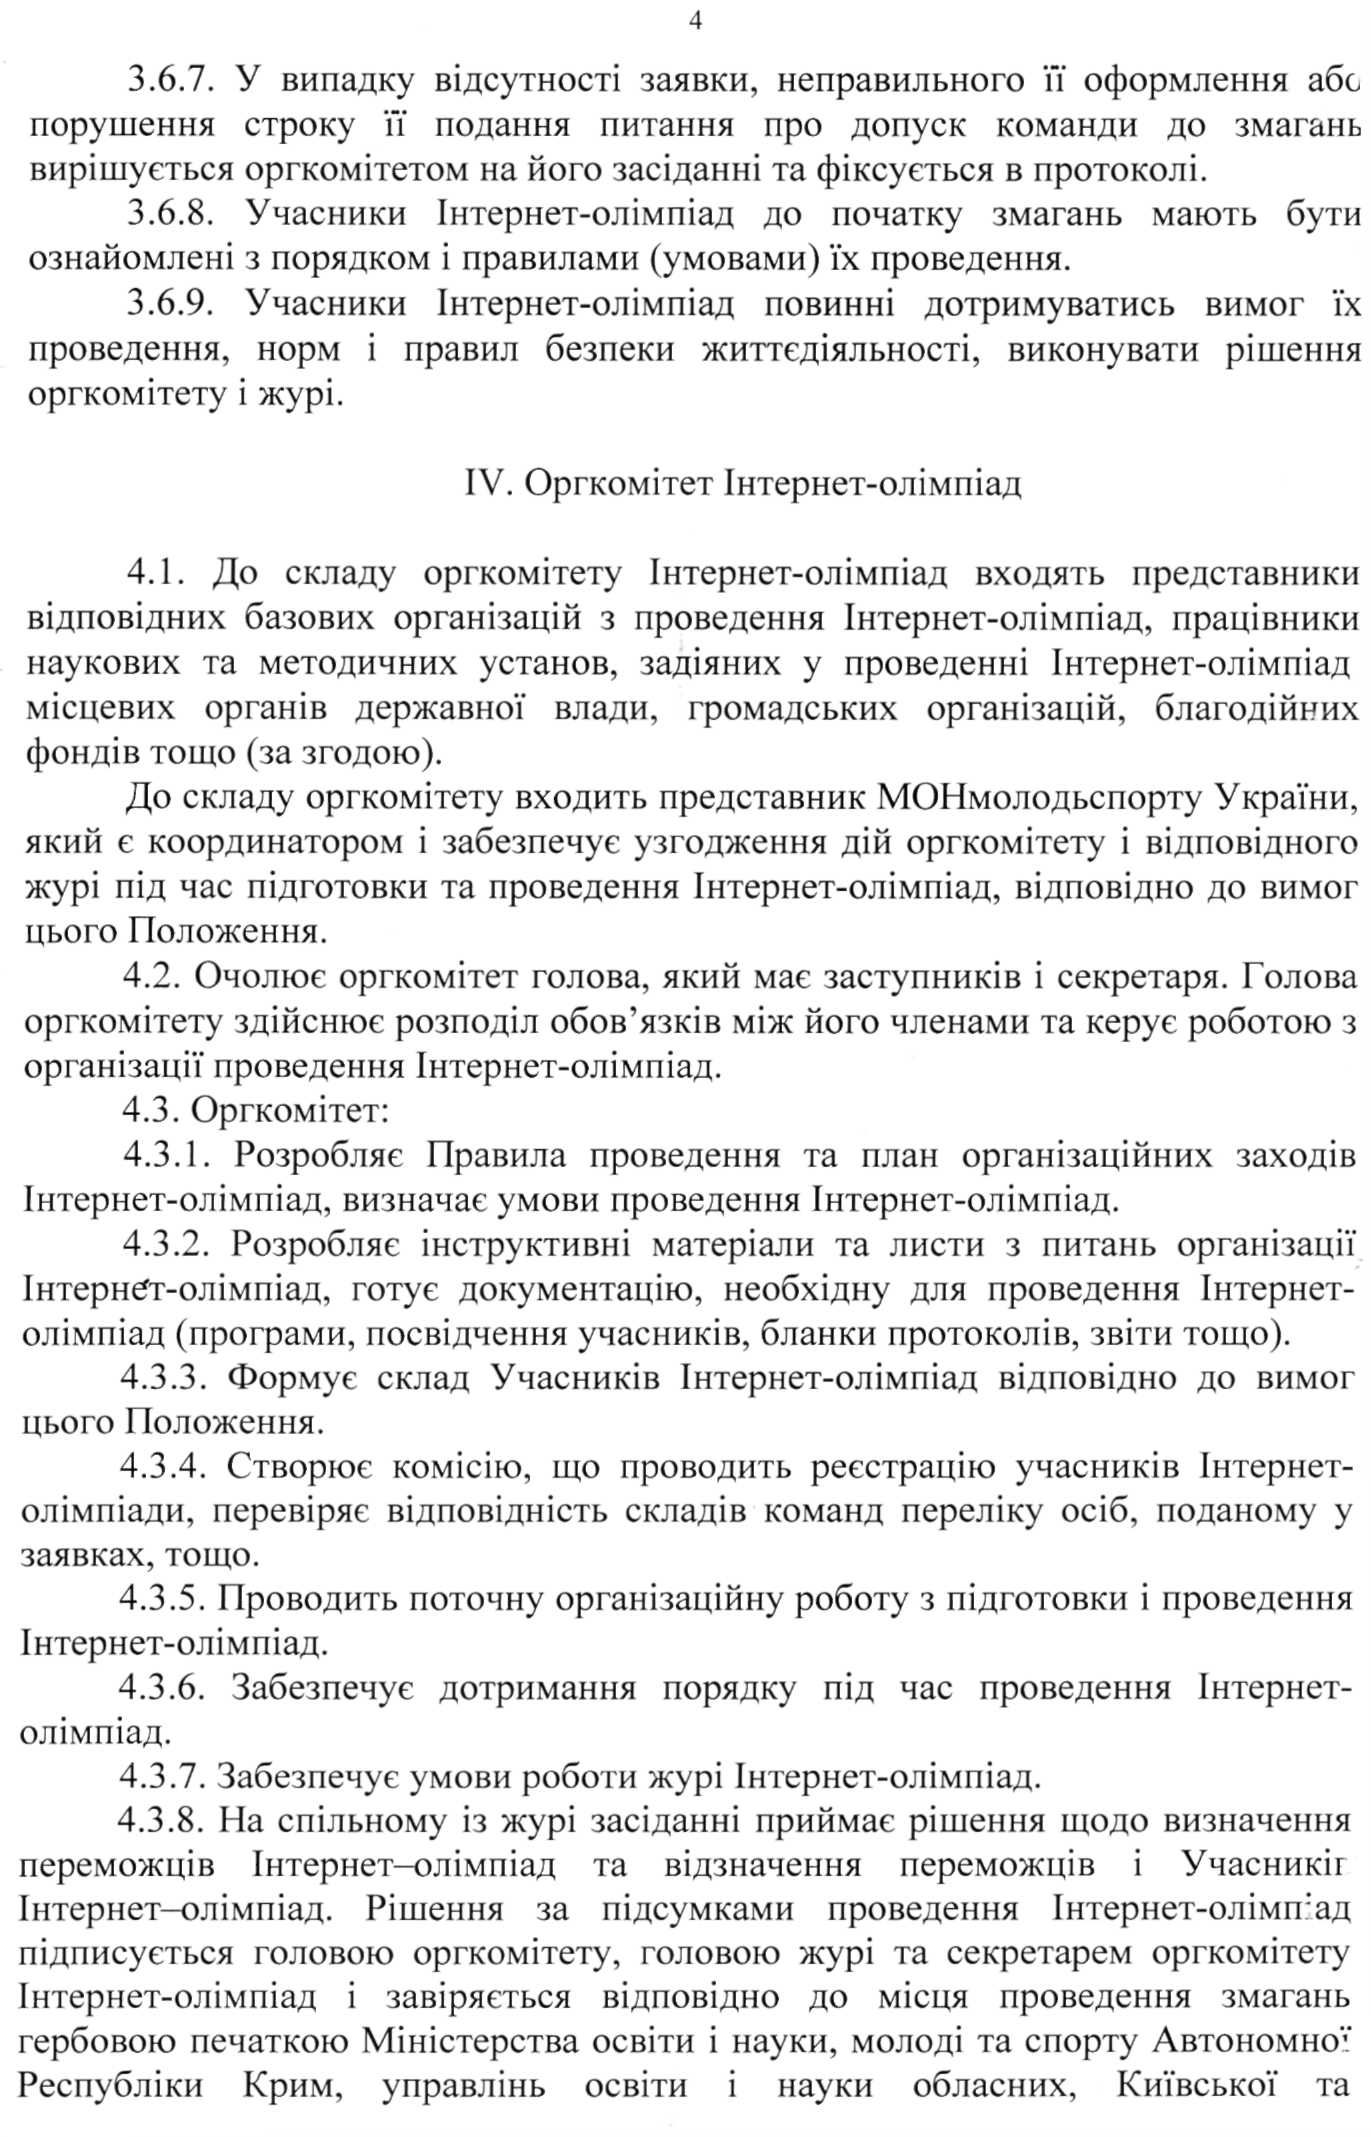 4
3.6.7. У випадку відсутності заявки, неправильного її оформлення або
порушення строку її подання питання про допуск команди до змагань
вирішується оргкомітетом на його засіданні та фіксується в протоколі.
3.6.8. Учасники Інтернет-олімпіад до початку змагань мають бути
ознайомлені з порядком і правилами (умовами) їх проведення.
3.6.9. Учасники Інтернет-олімпіад повинні дотримуватись вимог їх
проведення, норм і правил безпеки життєдіяльності, виконувати рішення
оргкомітету і журі.
IV. Оргкомітет Інтернет-олімпіад
4.1. До складу оргкомітету Інтернет-олімпіад входять представники
відповідних базових організацій з проведення Інтернет-олімпіад, працівники
наукових та методичних установ, задіяних у проведенні Інтернет-олімпіад
місцевих органів державної влади, громадських організацій, благодійних
фондів тощо (за згодою).
До складу оргкомітету входить представник МОНмолодьспорту України,
який є координатором і забезпечує узгодження дій оргкомітету і відповідного
журі під час підготовки та проведення Інтернет-олімпіад, відповідно до вимог
цього Положення.
4.2. Очолює оргкомітет голова, який має заступників і секретаря. Голова
оргкомітету здійснює розподіл обов’язків між його членами та керує роботою з
організації проведення Інтернет-олімпіад.
4.3. Оргкомітет:
4.3.1. Розробляє Правила проведення та план організаційних заходів
Інтернет-олімпіад, визначає умови проведення Інтернет-олімпіад.
4.3.2. Розробляє інструктивні матеріали та листи з питань організації
Інтернет-олімпіад, готує документацію, необхідну для проведення Інтернет-
олімпіад (програми, посвідчення учасників, бланки протоколів, звіти тощо).
4.3.3. Формує склад Учасників Інтернет-олімпіад відповідно до вимог
цього Положення.
4.3.4. Створює комісію, що проводить реєстрацію учасників Інтернет-
олімпіади, перевіряє відповідність складів команд переліку осіб, поданому у
заявках, тощо.
4.3.5. Проводить поточну організаційну роботу з підготовки і проведення
Інтернет-олімпіад.
4.3.6. Забезпечує дотримання порядку під час проведення Інтернет-
олімпіад.
4.3.7. Забезпечує умови роботи журі Інтернет-олімпіад.
4.3.8. На спільному із журі засіданні приймає рішення щодо визначення
переможців Інтернет–олімпіад та відзначення переможців і Учасників
Інтернет–олімпіад. Рішення за підсумками проведення Інтернет-олімпіад
підписується головою оргкомітету, головою журі та секретарем оргкомітету
Інтернет-олімпіад і завіряється відповідно до місця проведення змагань
гербовою печаткою Міністерства освіти і науки, молоді та спорту Автономної
Республіки Крим, управлінь освіти і науки обласних, Київської та